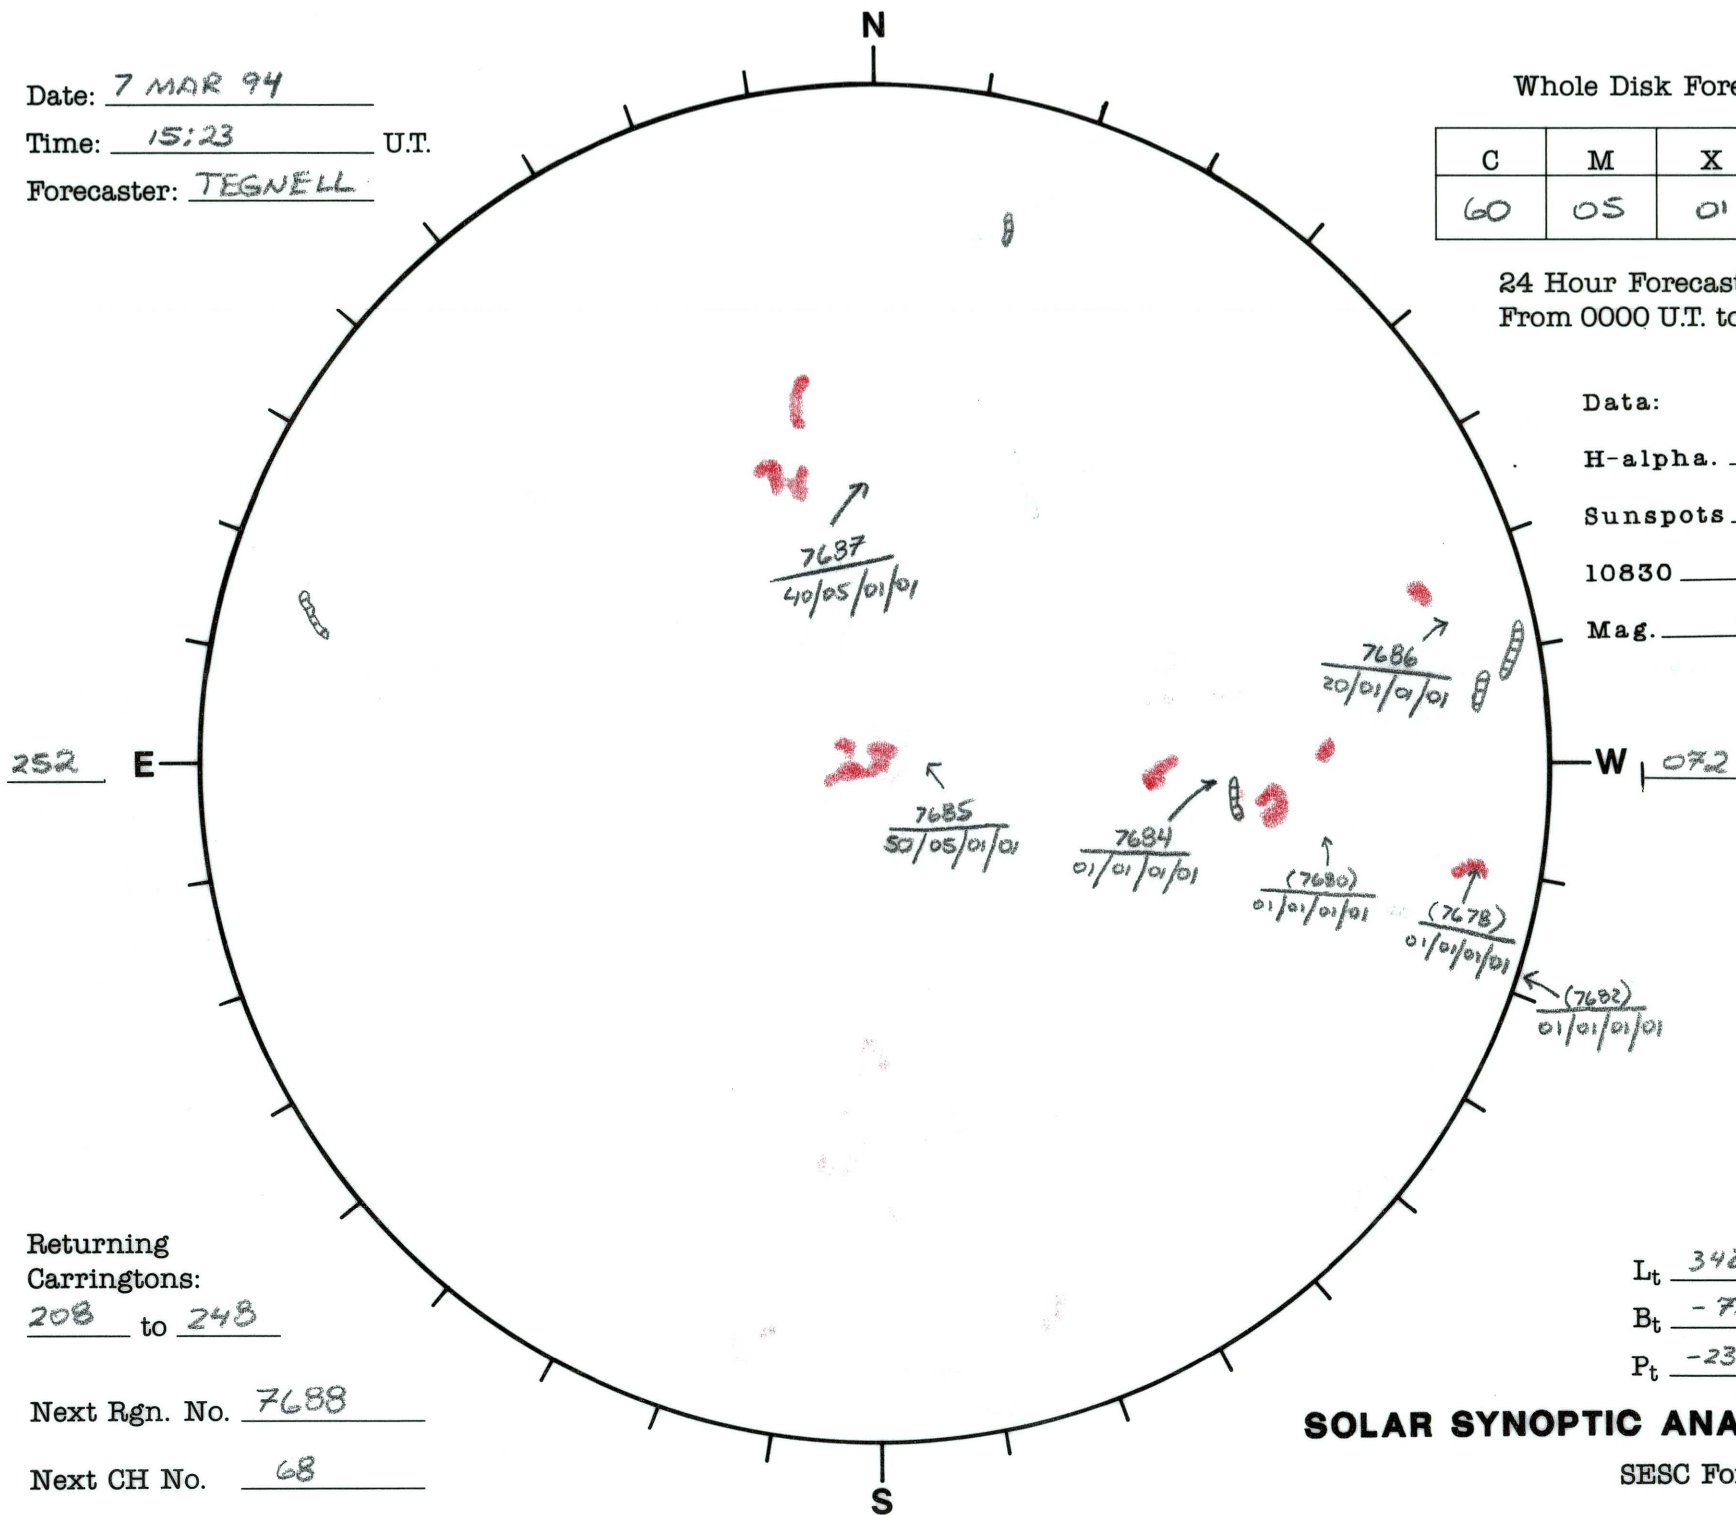 N
Date: 7 MAR 94
Time: 15:23 U.T.
Forecaster: TEGNELL
Whole Disk Fore
C M X
60 05 01
24 Hour Forecas
From 0000 U.T. to
Data:
H-alpha.
Sunspots
10830
Mag.
7687
40/05/01/01
7686
20/01/01/01
252 E
W 072
7685
50/05/01/01
7684
01/01/01/01
(7680)
01/01/01/01
(7678)
01/01/01/01
(7682)
01/01/01/01
Returning
Carringtons:
208 to 248
Next Rgn. No. 7688
Next CH No. 68
Lt 34
Bt -7
Pt -23
SOLAR SYNOPTIC ANA
SESC Fo
S